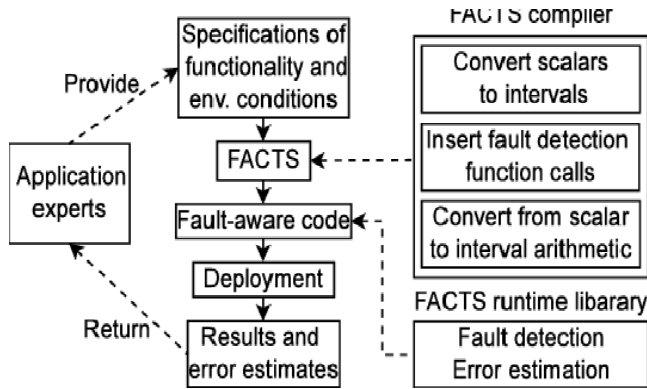 FACTS compiler
Specifications of
functionality and
env. conditions
Provide
Convert scalars
to intervals
FACTS
Insert fault detection
function calls
Application
experts
Fault-aware code
Convert from scalar
to interval arithmetic
Deployment
FACTS runtime libarary
Return
Results and
error estimates
Fault detection
Error estimation